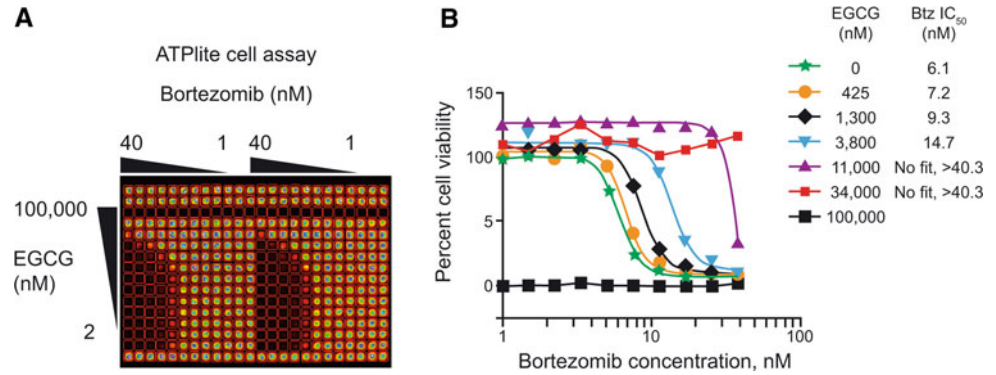 A
ATPlite cell assay
Bortezomib (nM)
40 1 40 1
100,000
EGCG
(nM)
2
B
EGCG Btz IC50
(nM) (nM)
0 6.1
425 7.2
1,300 9.3
3,800 14.7
11,000 No fit, >40.3
34,000 No fit, >40.3
100,000
Percent cell viability
150
100
5
0
1 10 100
Bortezomib concentration, nM